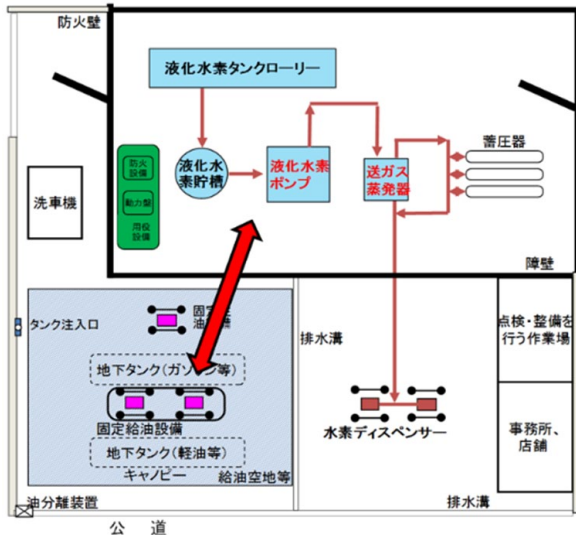 防火壁
液化水素タンクローリー
蓄圧器
防火
設備
動力盤
用役
設備
液化水
素貯槽
液化水素
ポンプ
送ガス
蒸発器
洗車機
障壁
タンク注入口
固定
油
排水溝
点検・整備を
行う作業場
地下タンク(ガソリン等)
固定給油設備
水素ディスペンサー
地下タンク(軽油等)
キャノピー
給油空地等
事務所、
店舗
油分離装置
排水溝
公 道